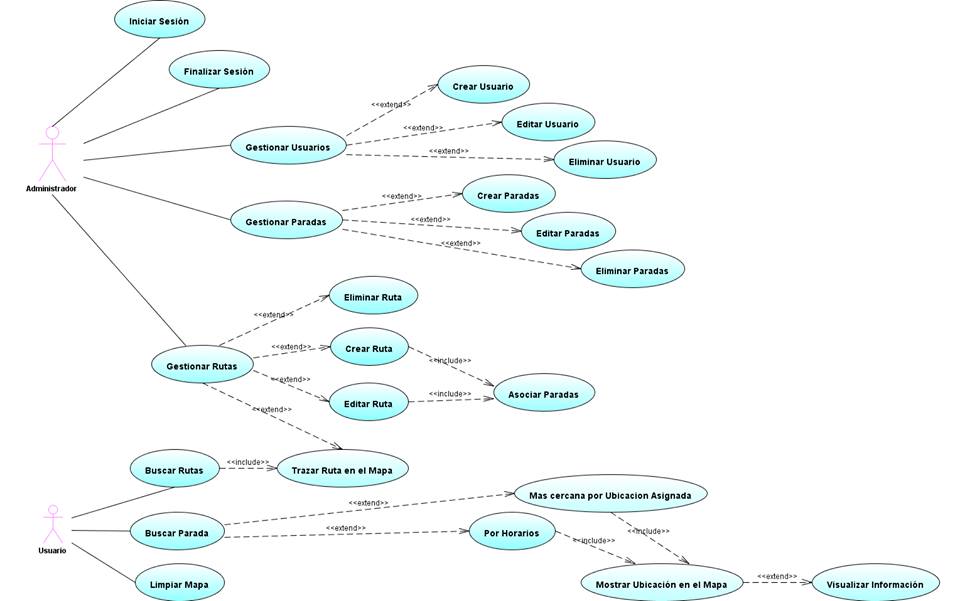 Iniciar Sesión
Finalizar Sesión
Administrador
Gestionar Usuarios
<<extend>>
Crear Usuario
<<extend>>
Editar Usuario
<<extend>>
Eliminar Usuario
Gestionar Paradas
<<extend>>
Crear Paradas
<<extend>>
Editar Paradas
<<extend>>
Eliminar Paradas
Gestionar Rutas
<<extend>>
Eliminar Ruta
<<extend>>
Crear Ruta
<<include>>
<<extend>>
Editar Ruta
<<include>>
Asociar Paradas
<<extend>>
Buscar Rutas
<<include>>
Trazar Ruta en el Mapa
Usuario
Buscar Parada
<<extend>>
Mas cercana por Ubicacion Asignada
<<extend>>
Por Horarios
<<include>>
<<include>>
Limpiar Mapa
Mostrar Ubicación en el Mapa
<<extend>>
Visualizar Información